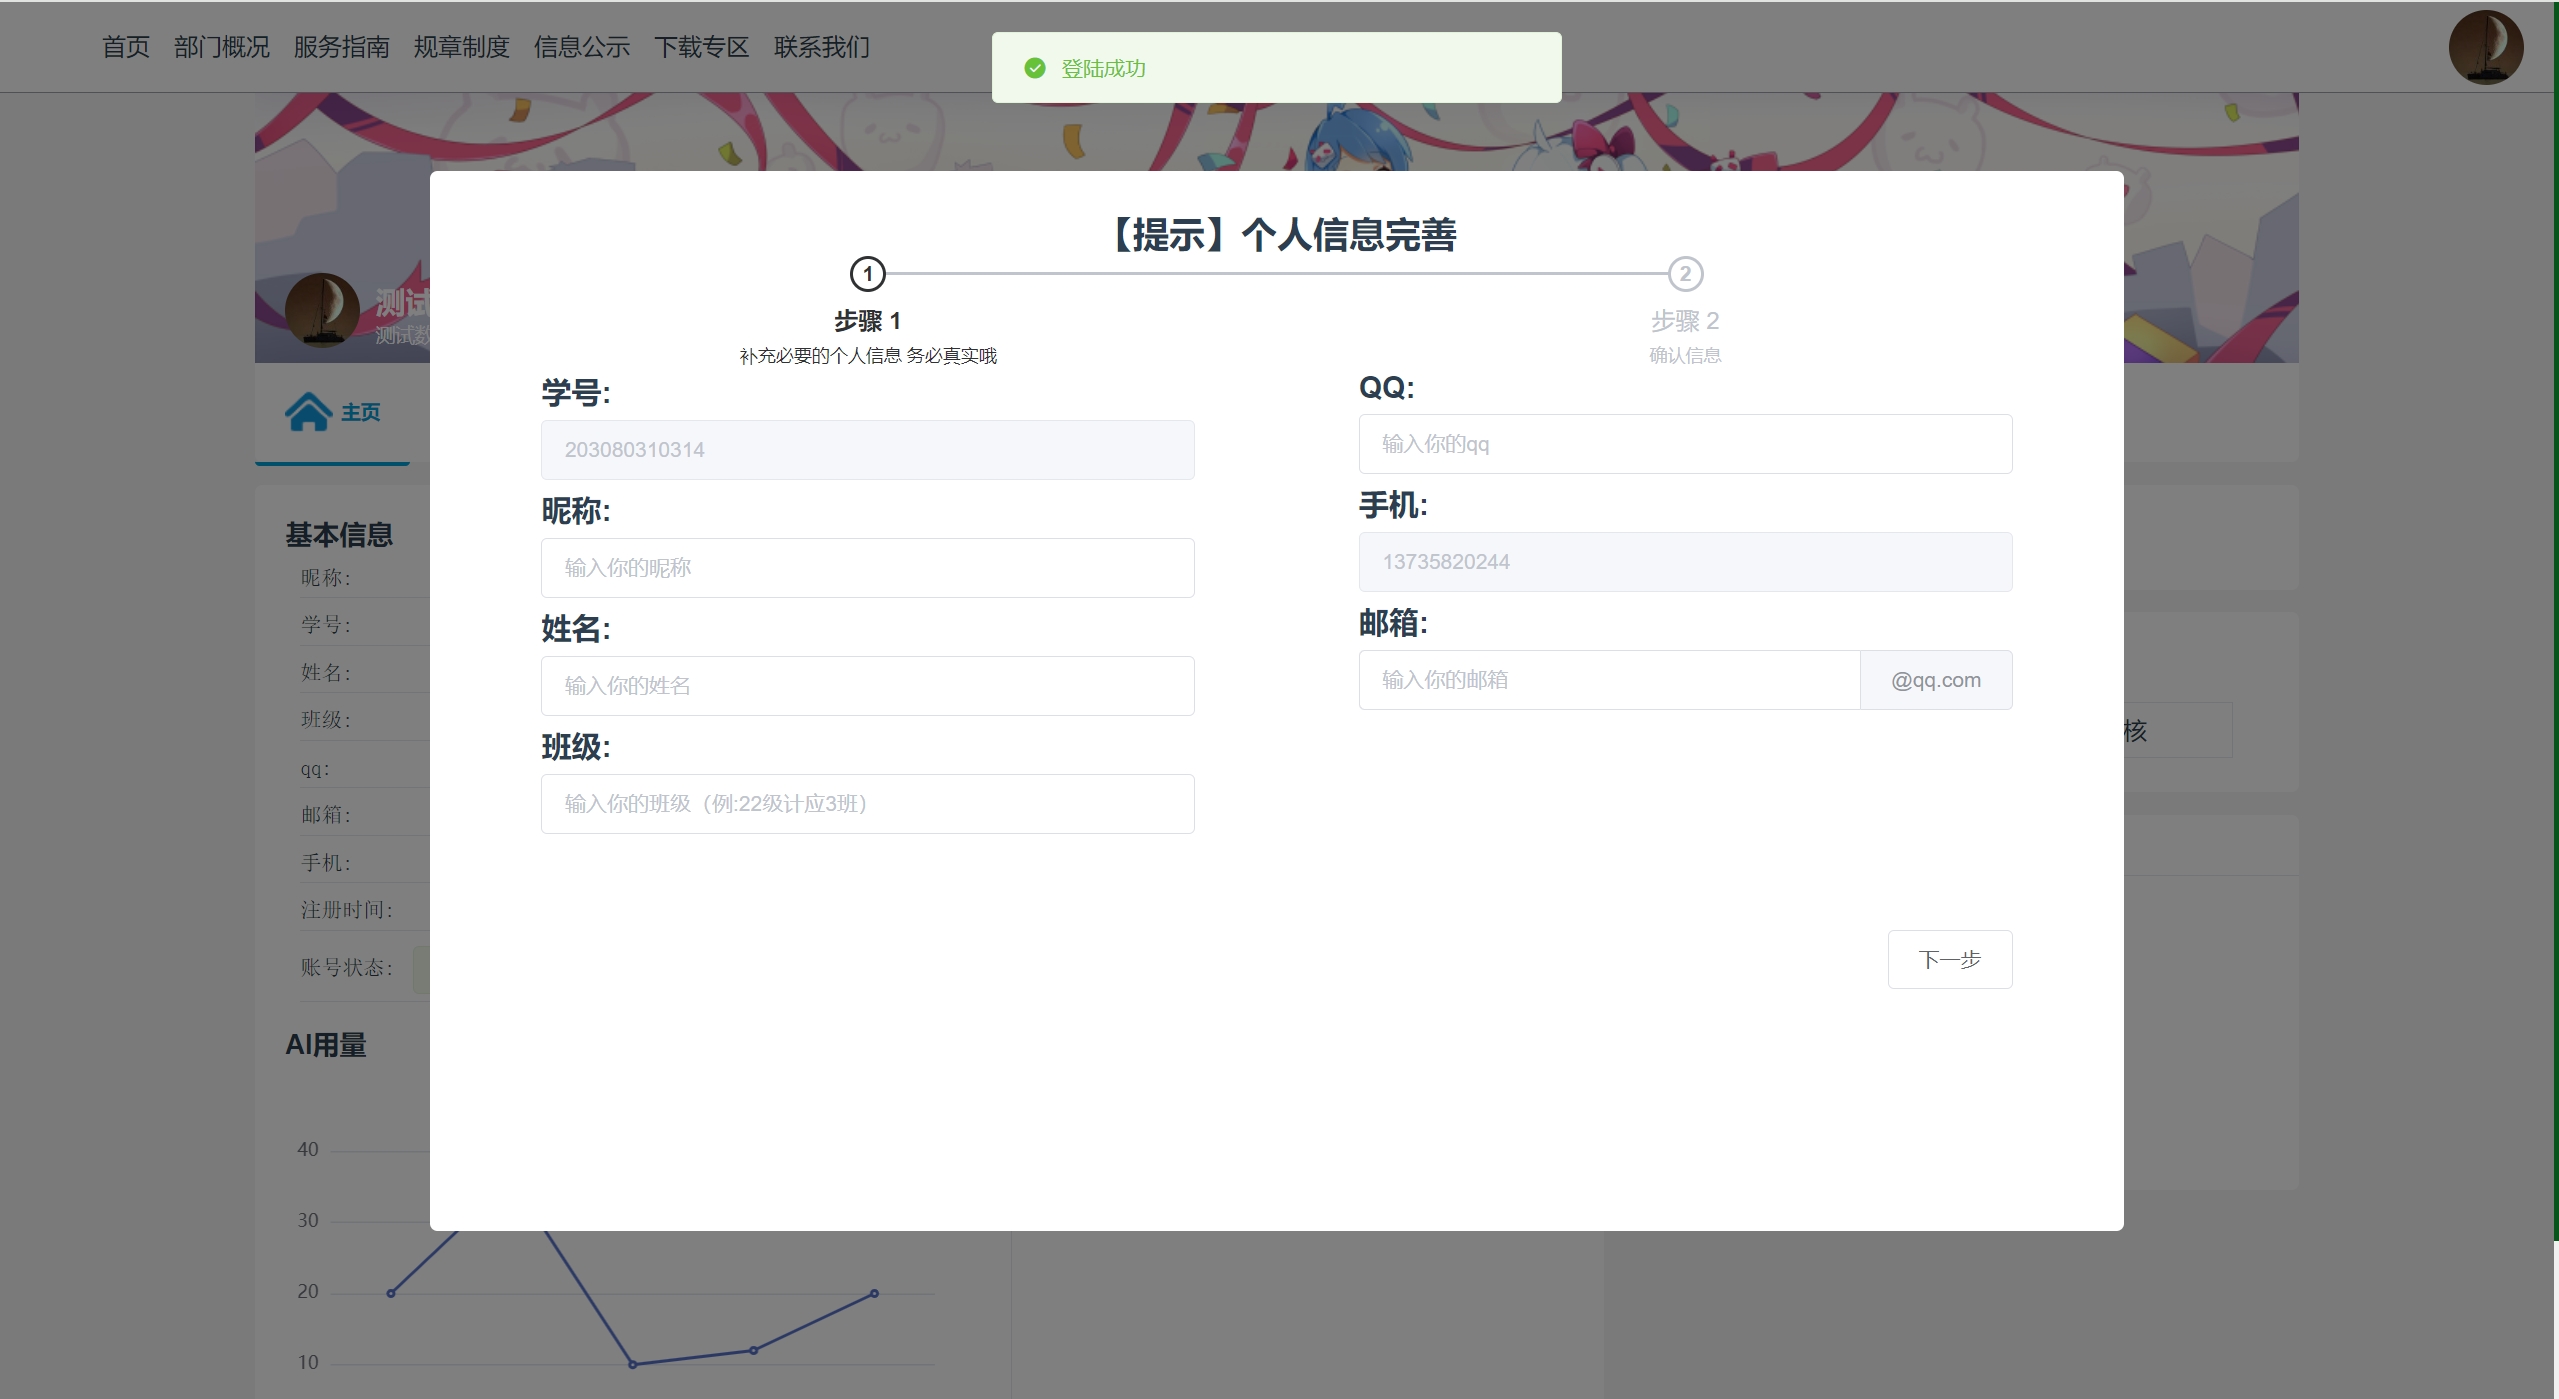 首页 部门概况 服务指南 规章制度 信息公示 下载专区 联系我们
登陆成功
测试
测试数
主页
【提示】个人信息完善
1
步骤 1
补充必要的个人信息 务必真实哦
2
步骤 2
确认信息
学号:
203080310314
昵称:
输入你的昵称
姓名:
输入你的姓名
班级:
输入你的班级（例:22级计应3班）
QQ:
输入你的qq
手机:
13735820244
邮箱:
输入你的邮箱 @qq.com
下一步
基本信息
昵称:
学号:
姓名:
班级:
qq:
邮箱:
手机:
注册时间:
账号状态:
核
AI用量
40
30
20
10